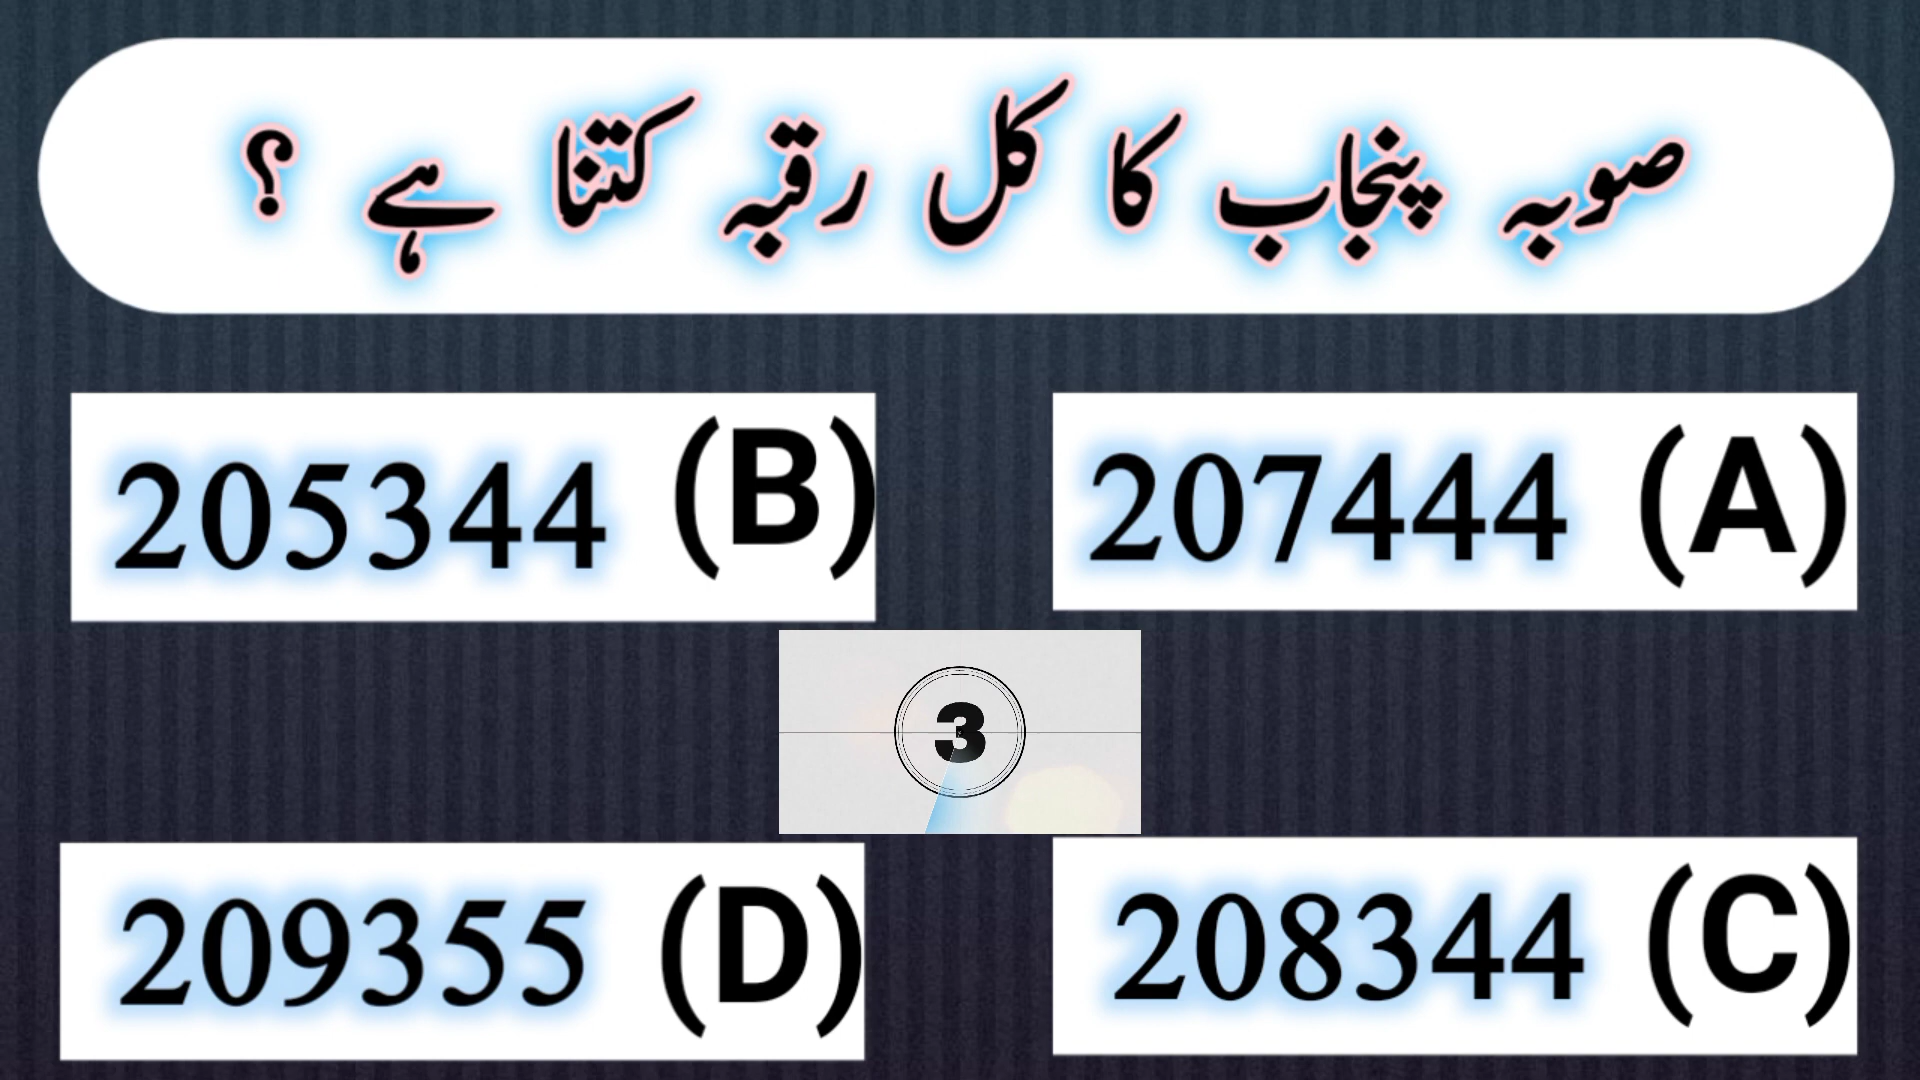 صوبہ پنجاب کا کل رقبہ کتنا ہے ؟
(A) 207444
(B) 205344
3
(C) 208344
(D) 209355